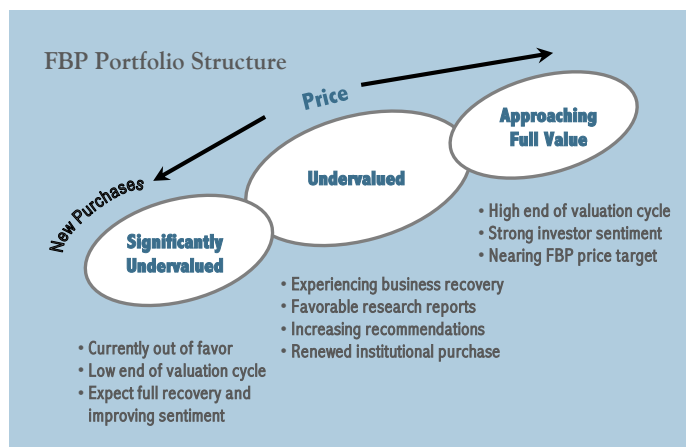 FBP Portfolio Structure
Price
Approaching
Full Value
Undervalued
New Purchases
Significantly
Undervalued
• High end of valuation cycle
• Strong investor sentiment
• Nearing FBP price target
• Experiencing business recovery
• Favorable research reports
• Increasing recommendations
• Renewed institutional purchase
• Currently out of favor
• Low end of valuation cycle
• Expect full recovery and
improving sentiment